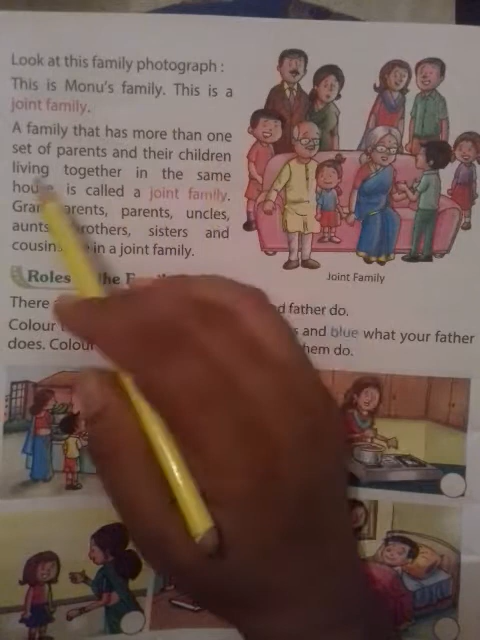 Look at this family photograph :
This is Monu's family. This is a
joint family.
A family that has more than one
set of parents and their children
living together in the same
is called a joint family.
parents, uncles,
aunts sisters and
cousins in a joint family.
Joint Family
Roles the
There d father do.
Colour and blue what your father
does. them do.